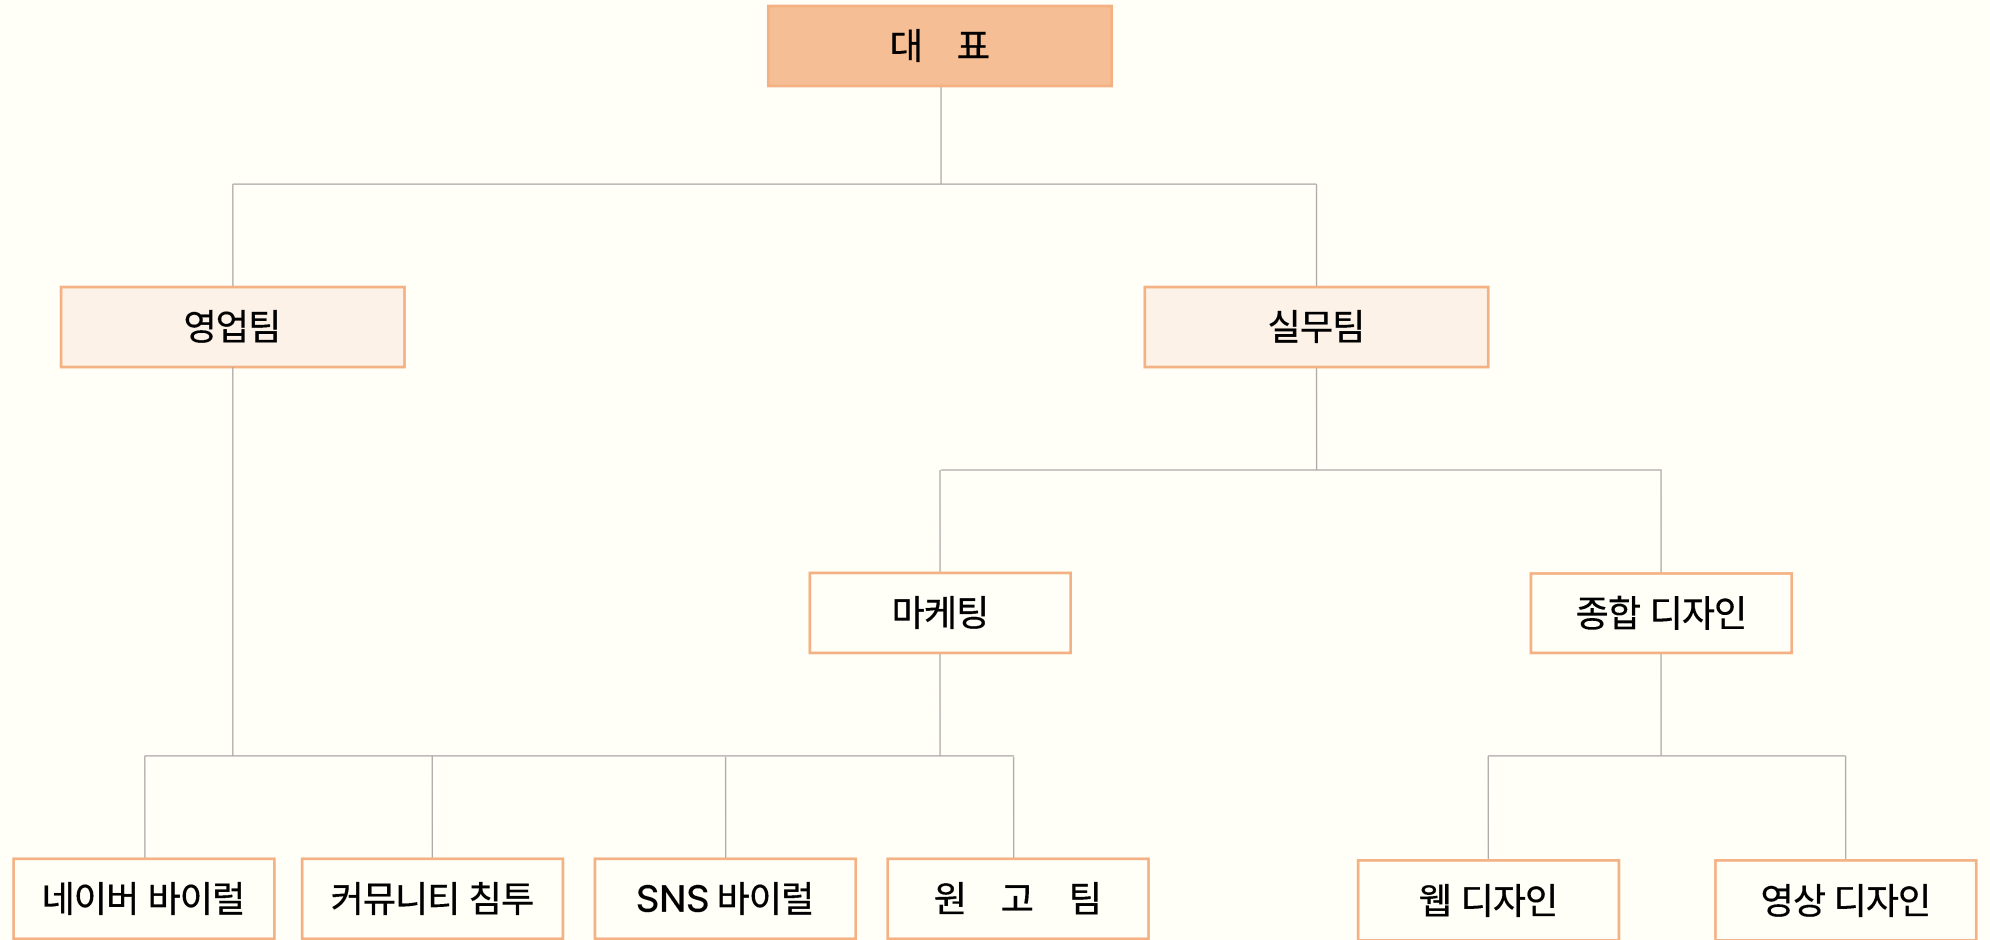 대 표
영업팀
실무팀
마케팅
종합 디자인
네이버 바이럴
커뮤니티 침투
SNS 바이럴
원 고 팀
웹 디자인
영상 디자인